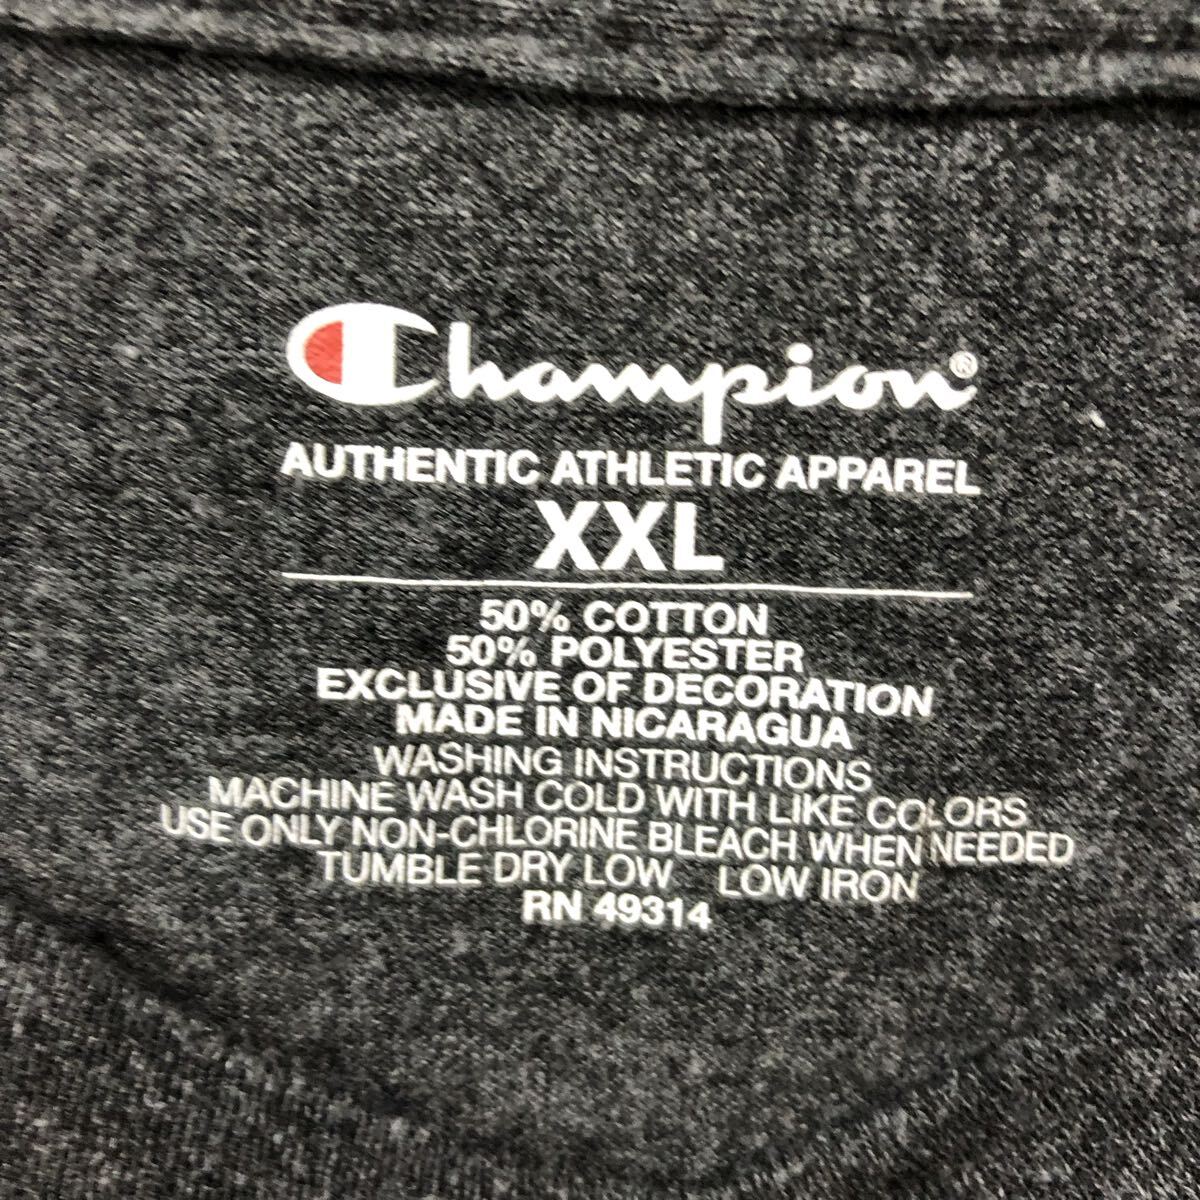 Champion®
AUTHENTIC ATHLETIC APPAREL
XXL
50% COTTON
50% POLYESTER
EXCLUSIVE OF DECORATION
MADE IN NICARAGUA
WASHING INSTRUCTIONS
MACHINE WASH COLD WITH LIKE COLORS
USE ONLY NON-CHLORINE BLEACH WHEN NEEDED
TUMBLE DRY LOW LOW IRON
RN 49314